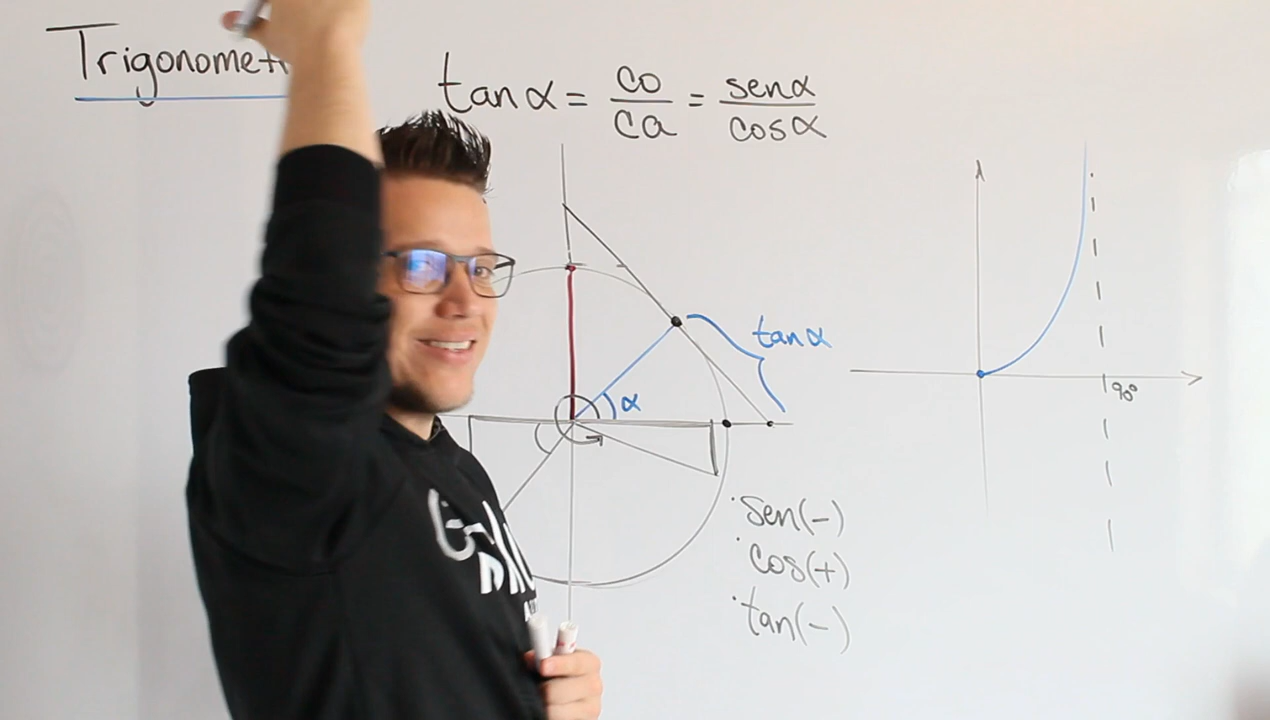 Trigonomet
tan α = co/ca = sen α/cos α
tan α
α
90°
sen(-)
cos(+)
tan(-)